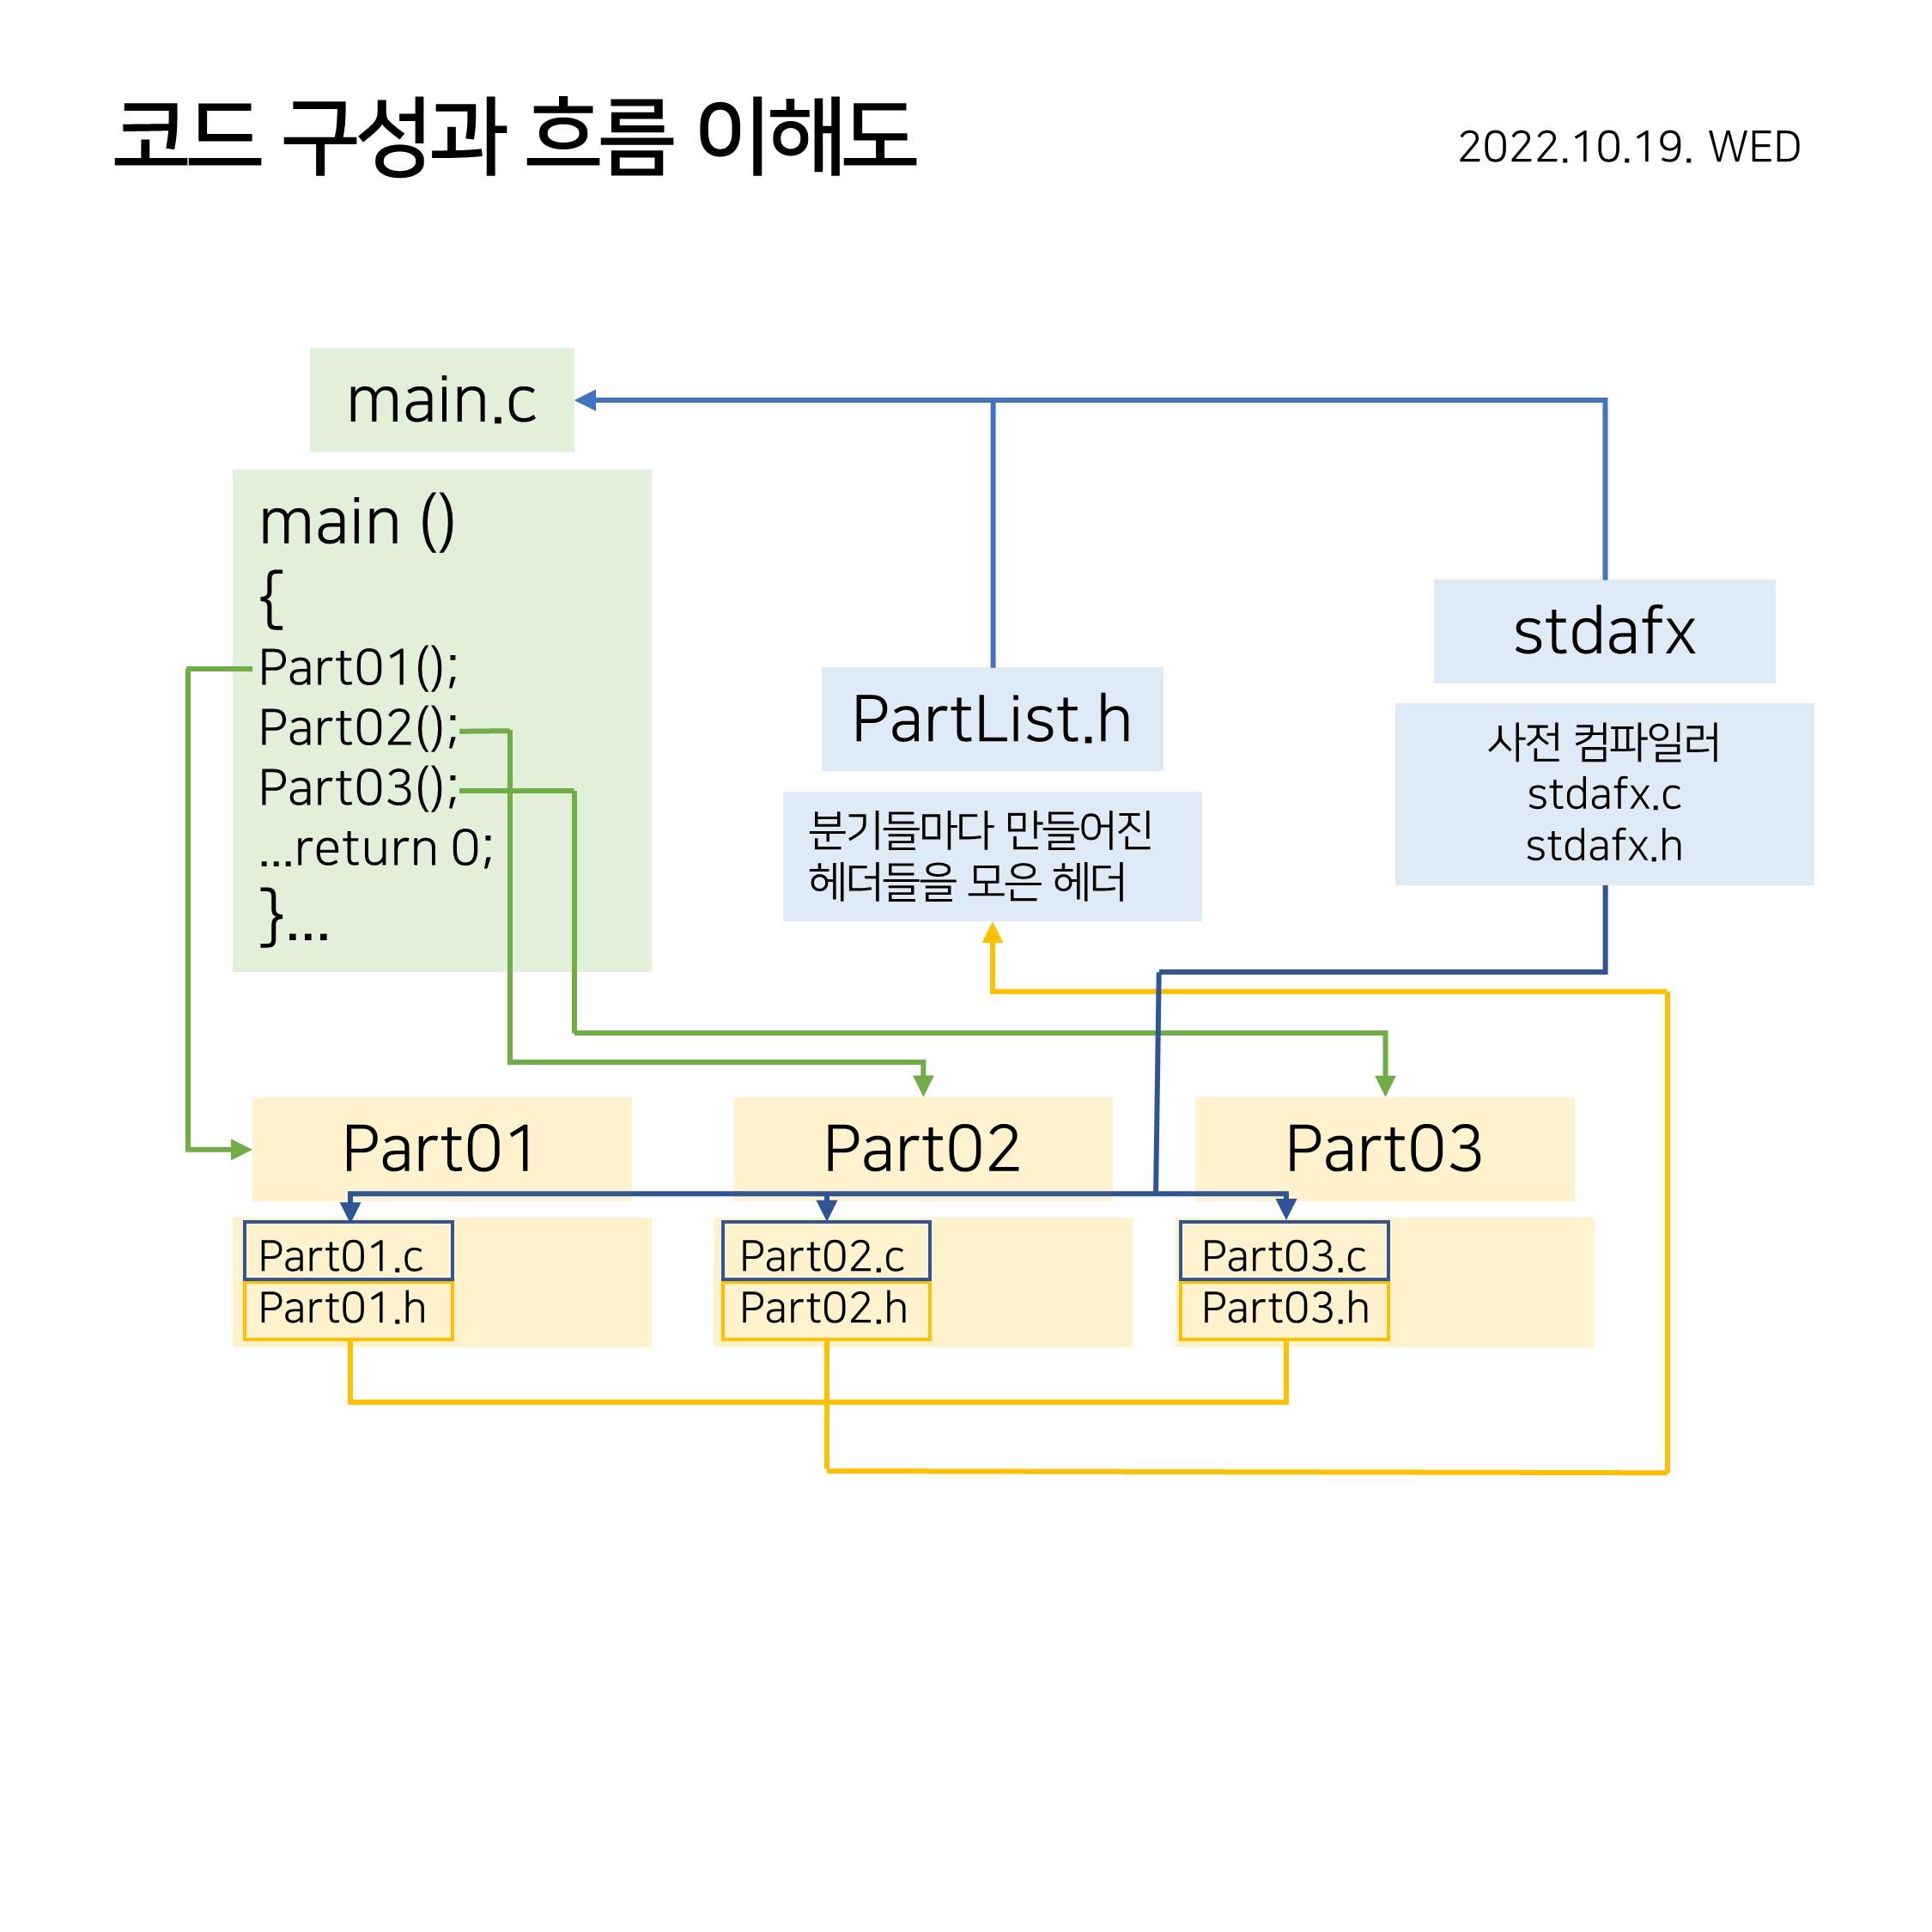 코드 구성과 흐름 이해도
2022.10.19. WED
main.c
main ()
{
Part01();
Part02();
Part03();
...return 0;
}...
PartList.h
분기들마다 만들어진
헤더들을 모은 헤더
stdafx
사전 컴파일러
stdafx.c
stdafx.h
Part01
Part01.c
Part01.h
Part02
Part02.c
Part02.h
Part03
Part03.c
Part03.h